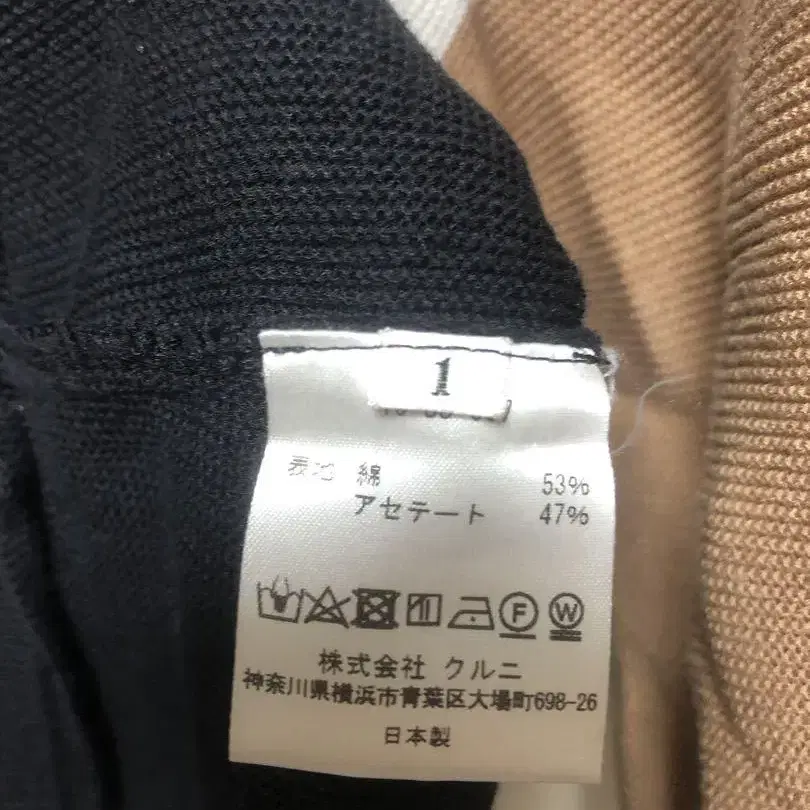 1
表地 綿 53%
アセテート 47%
F W
株式会社 クルニ
神奈川県横浜市青葉区大場町698-26
日本製